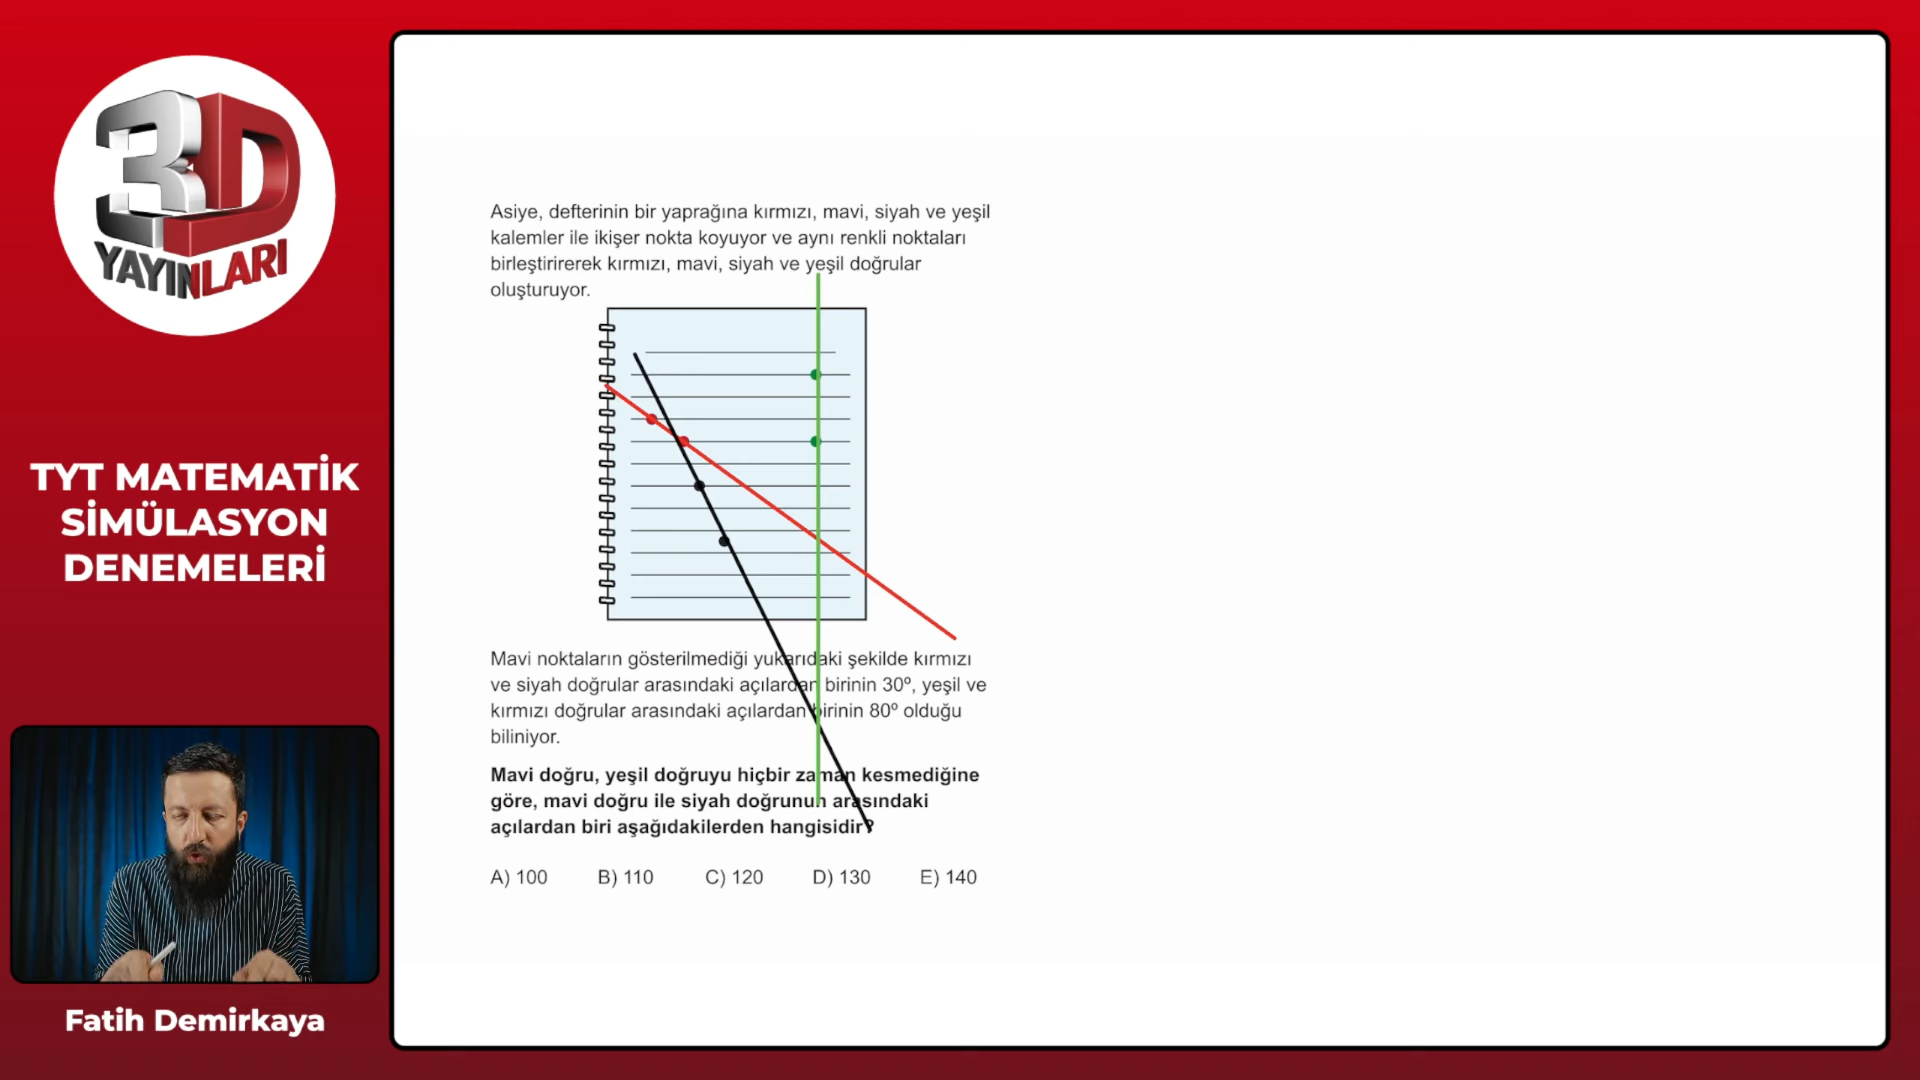 3D
YAYINLARI
TYT MATEMATİK
SİMÜLASYON
DENEMELERİ
Fatih Demirkaya
Asiye, defterinin bir yaprağına kırmızı, mavi, siyah ve yeşil
kalemler ile ikişer nokta koyuyor ve aynı renkli noktaları
birleştirirerek kırmızı, mavi, siyah ve yeşil doğrular
oluşturuyor.
Mavi noktaların gösterilmediği yukarıdaki şekilde kırmızı
ve siyah doğrular arasındaki açılardan birinin 30º, yeşil ve
kırmızı doğrular arasındaki açılardan birinin 80º olduğu
biliniyor.
Mavi doğru, yeşil doğruyu hiçbir zaman kesmediğine
göre, mavi doğru ile siyah doğrunun arasındaki
açılardan biri aşağıdakilerden hangisidir?
A) 100 B) 110 C) 120 D) 130 E) 140